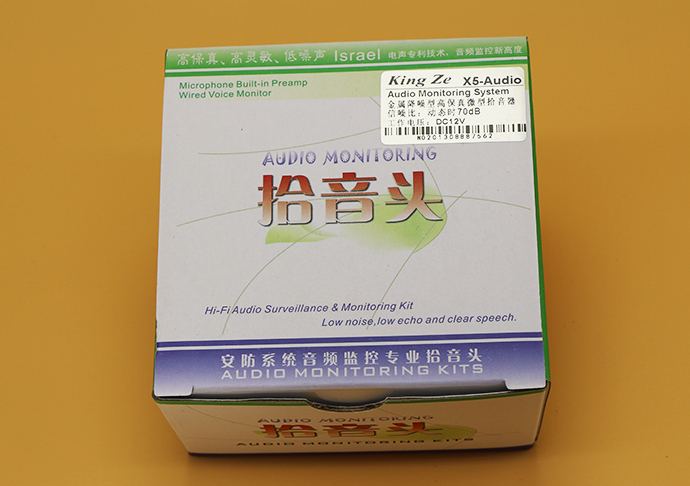 高保真、高灵敏、低噪声 Israel 电声专利技术，音频监控新高度
Microphone Built-in Preamp
Wired Voice Monitor
King Ze X5-Audio
Audio Monitoring System
金属降噪型高保真微型拾音器
信噪比：动态时70dB
工作电压：DC12V
NO201308887562
AUDIO MONITORING
拾音头
Hi-Fi Audio Surveillance & Monitoring Kit
Low noise,low echo and clear speech.
安防系统音频监控专业拾音头
AUDIO MONITORING KITS
AUDIO MONITORING
拾音头
AUDIO MONITORING KITS